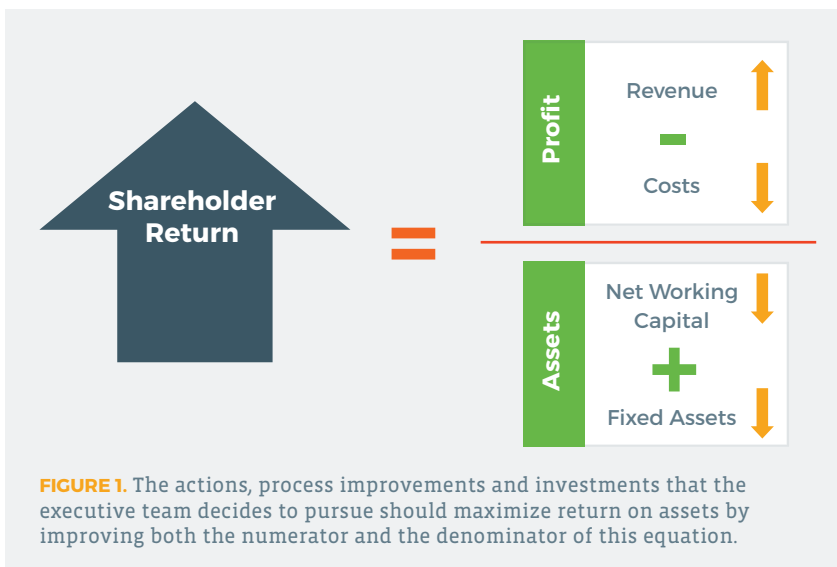 Shareholder
Return
=
Profit
Revenue
-
Costs
Assets
Net Working
Capital
+
Fixed Assets
FIGURE 1. The actions, process improvements and investments that the
executive team decides to pursue should maximize return on assets by
improving both the numerator and the denominator of this equation.